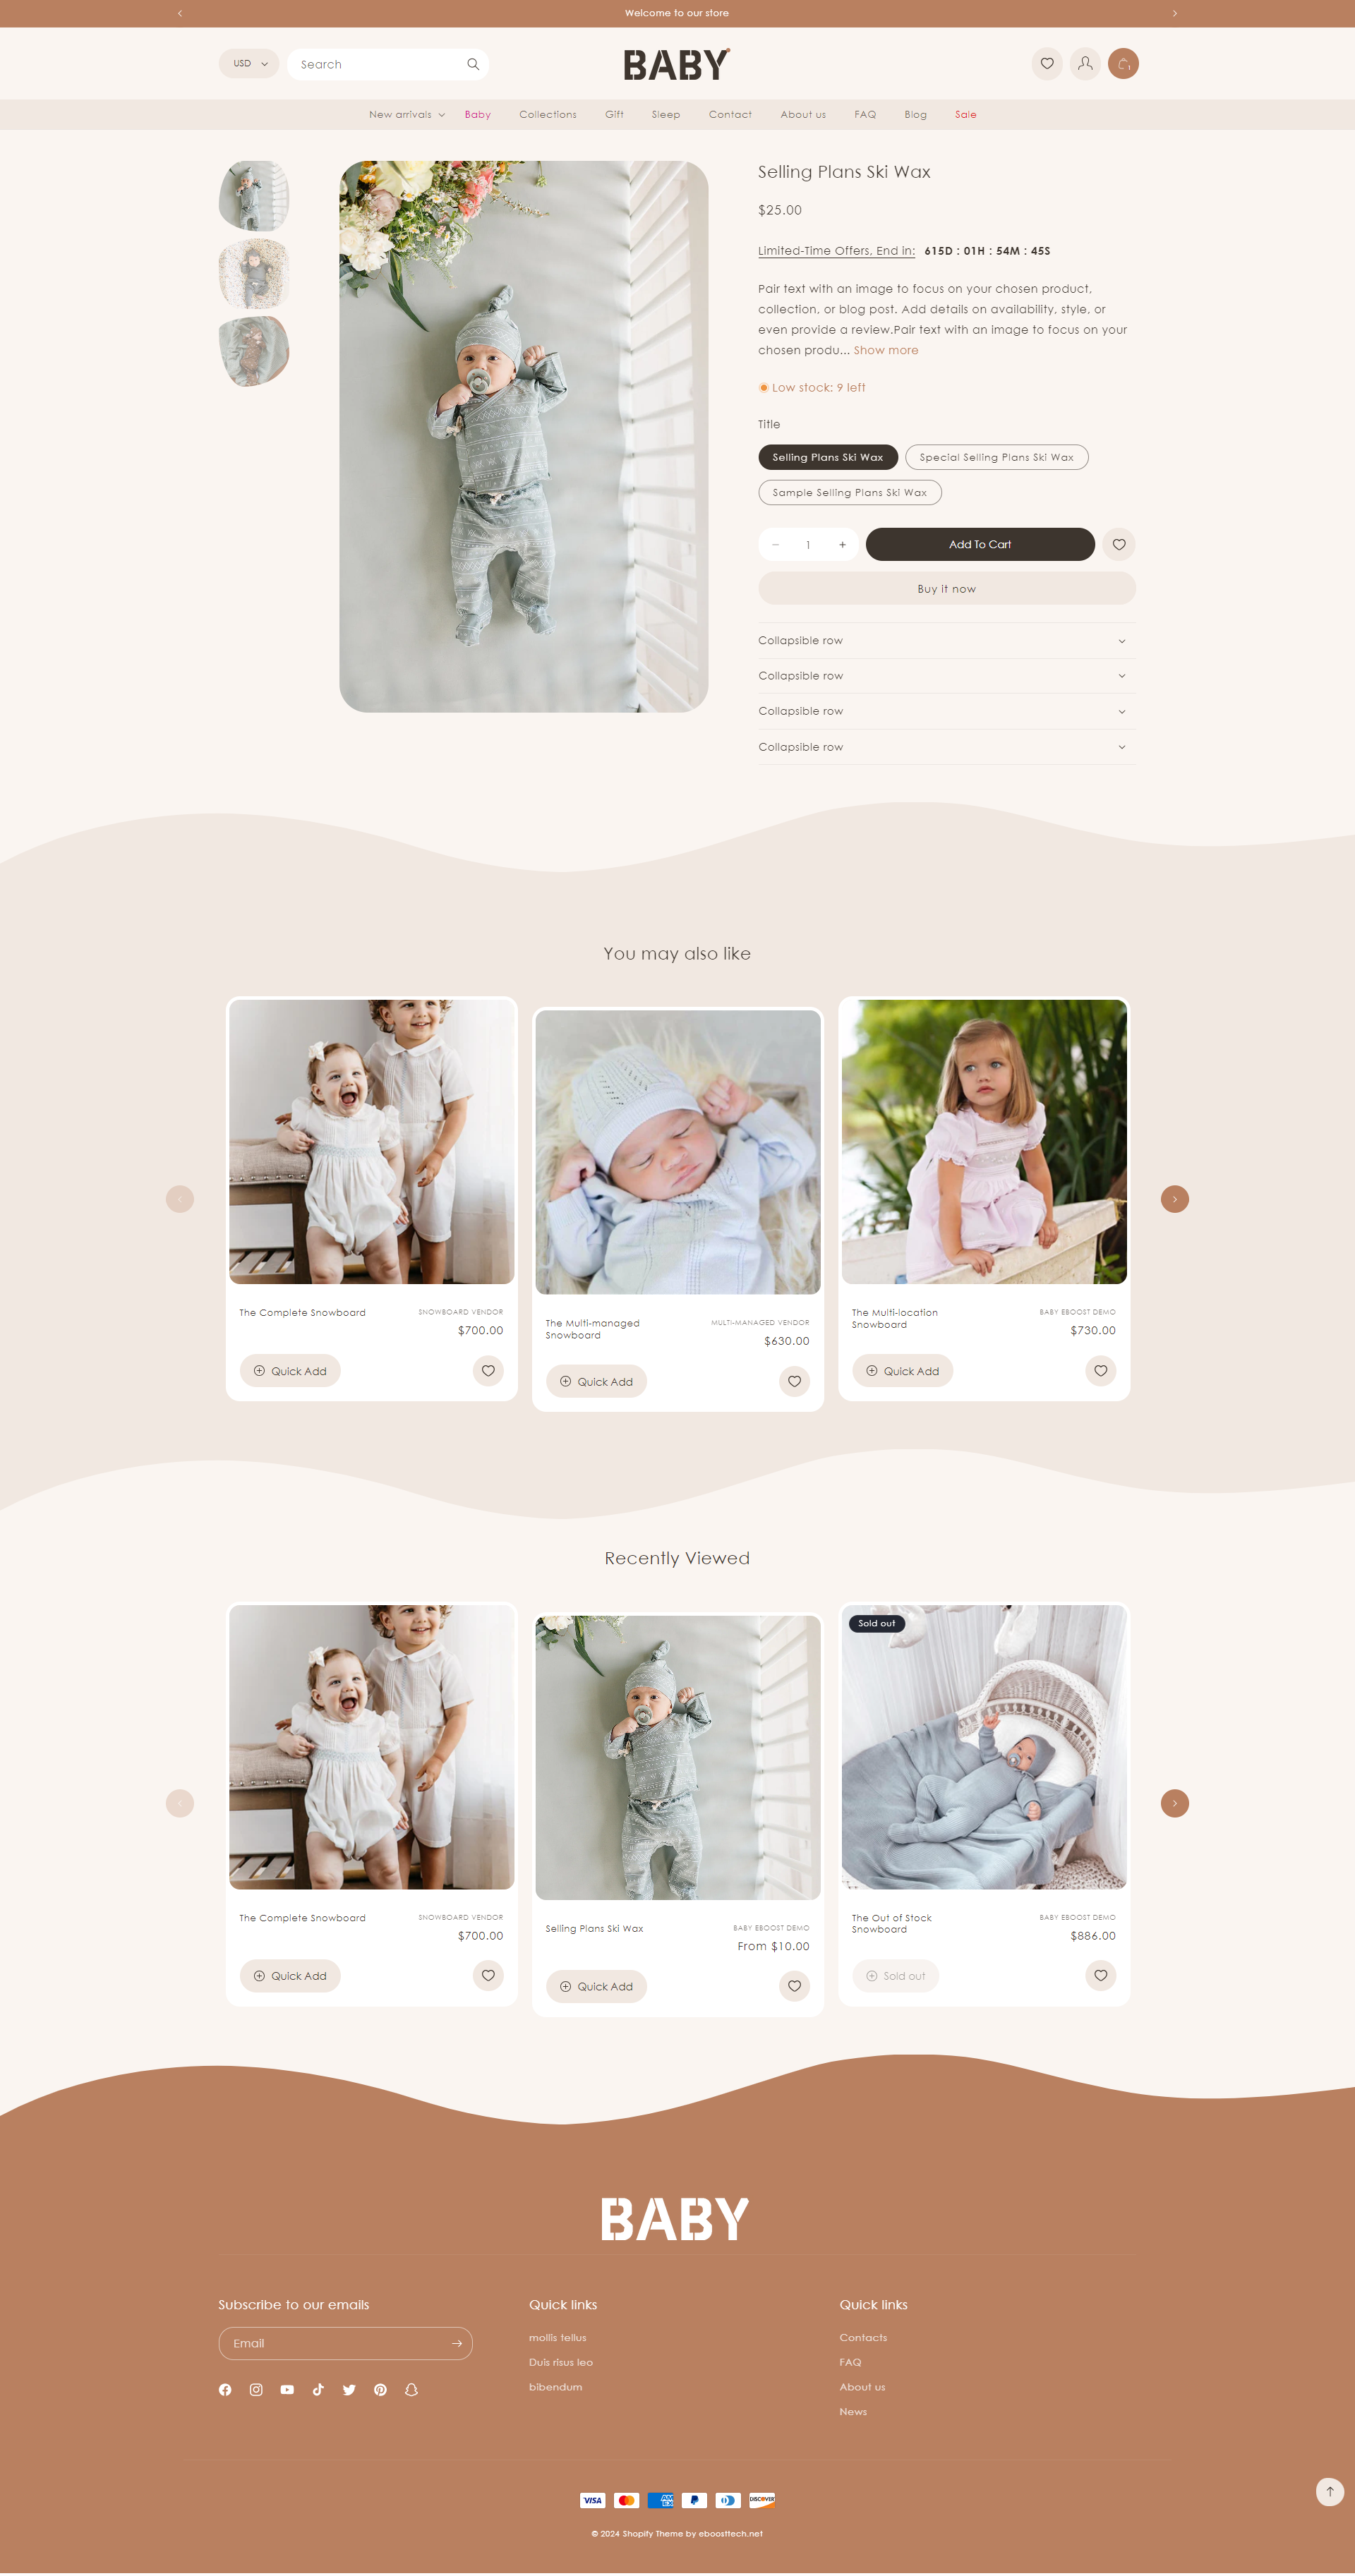 Welcome to our store
USD
Search
BABY
1
New arrivals
Baby
Collections
Gift
Sleep
Contact
About us
FAQ
Blog
Sale
Selling Plans Ski Wax
$25.00
Limited-Time Offers, End in: 615D : 01H : 54M : 45S
Pair text with an image to focus on your chosen product,
collection, or blog post. Add details on availability, style, or
even provide a review.Pair text with an image to focus on your
chosen produ... Show more
Low stock: 9 left
Title
Selling Plans Ski Wax
Special Selling Plans Ski Wax
Sample Selling Plans Ski Wax
1
Add To Cart
Buy it now
Collapsible row
Collapsible row
Collapsible row
Collapsible row
You may also like
The Complete Snowboard
SNOWBOARD VENDOR
$700.00
Quick Add
The Multi-managed
Snowboard
MULTI-MANAGED VENDOR
$630.00
Quick Add
The Multi-location
Snowboard
BABY EBOOST DEMO
$730.00
Quick Add
Recently Viewed
The Complete Snowboard
SNOWBOARD VENDOR
$700.00
Quick Add
Selling Plans Ski Wax
BABY EBOOST DEMO
From $10.00
Quick Add
Sold out
The Out of Stock
Snowboard
BABY EBOOST DEMO
$886.00
Sold out
BABY
Subscribe to our emails
Email
Quick links
mollis tellus
Duis risus leo
bibendum
Quick links
Contacts
FAQ
About us
News
VISA
AMEX
DISCOVER
© 2024 Shopify Theme by eboosttech.net